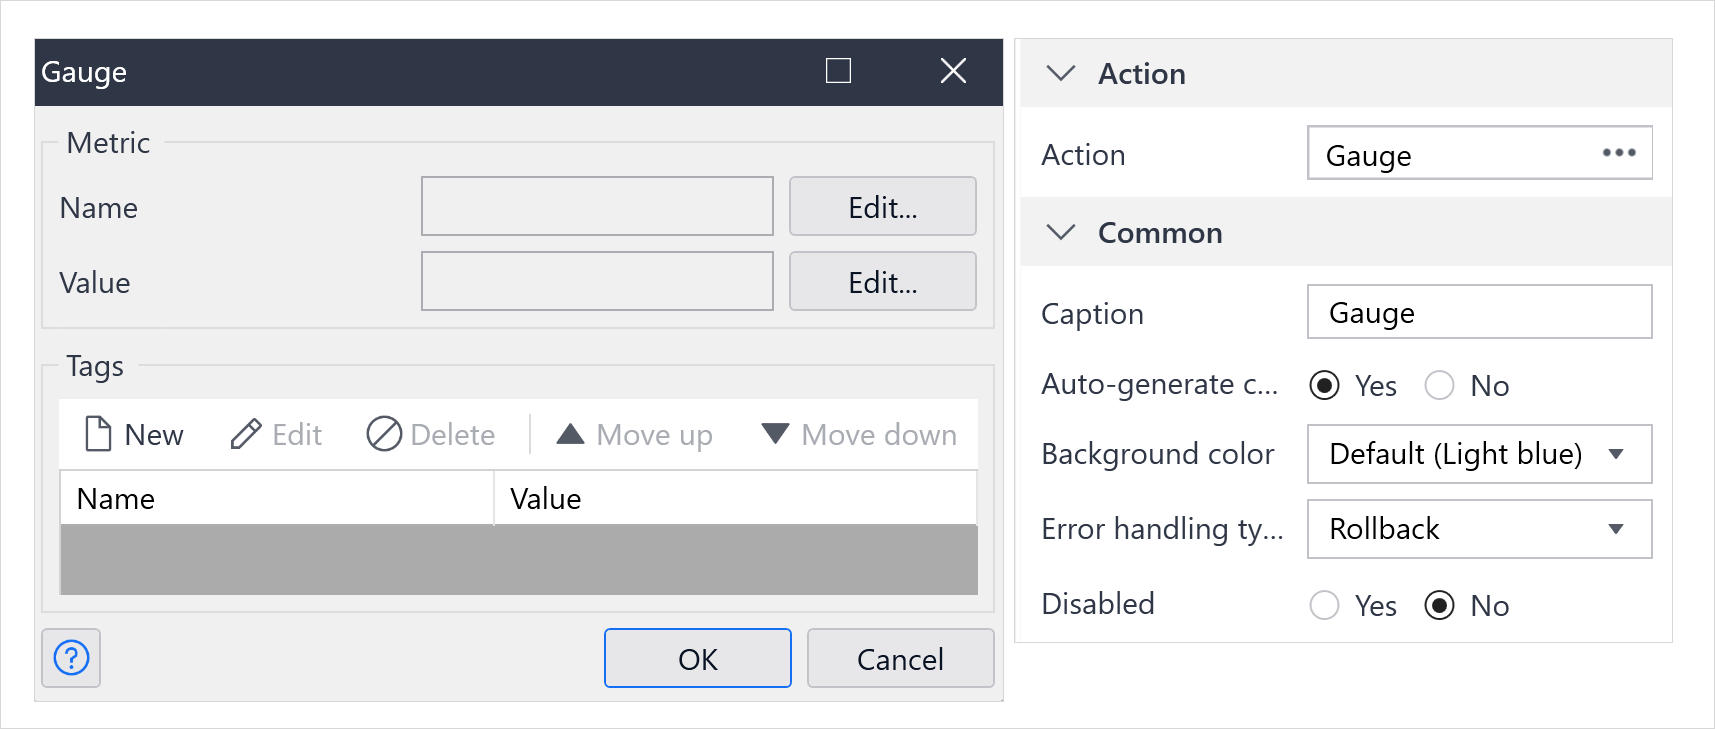 Gauge
Metric
Name
Edit...
Value
Edit...
Tags
New Edit Delete Move up Move down
Name Value
?
OK Cancel
Action
Action Gauge •••
Common
Caption Gauge
Auto-generate c... Yes No
Background color Default (Light blue)
Error handling ty... Rollback
Disabled Yes No